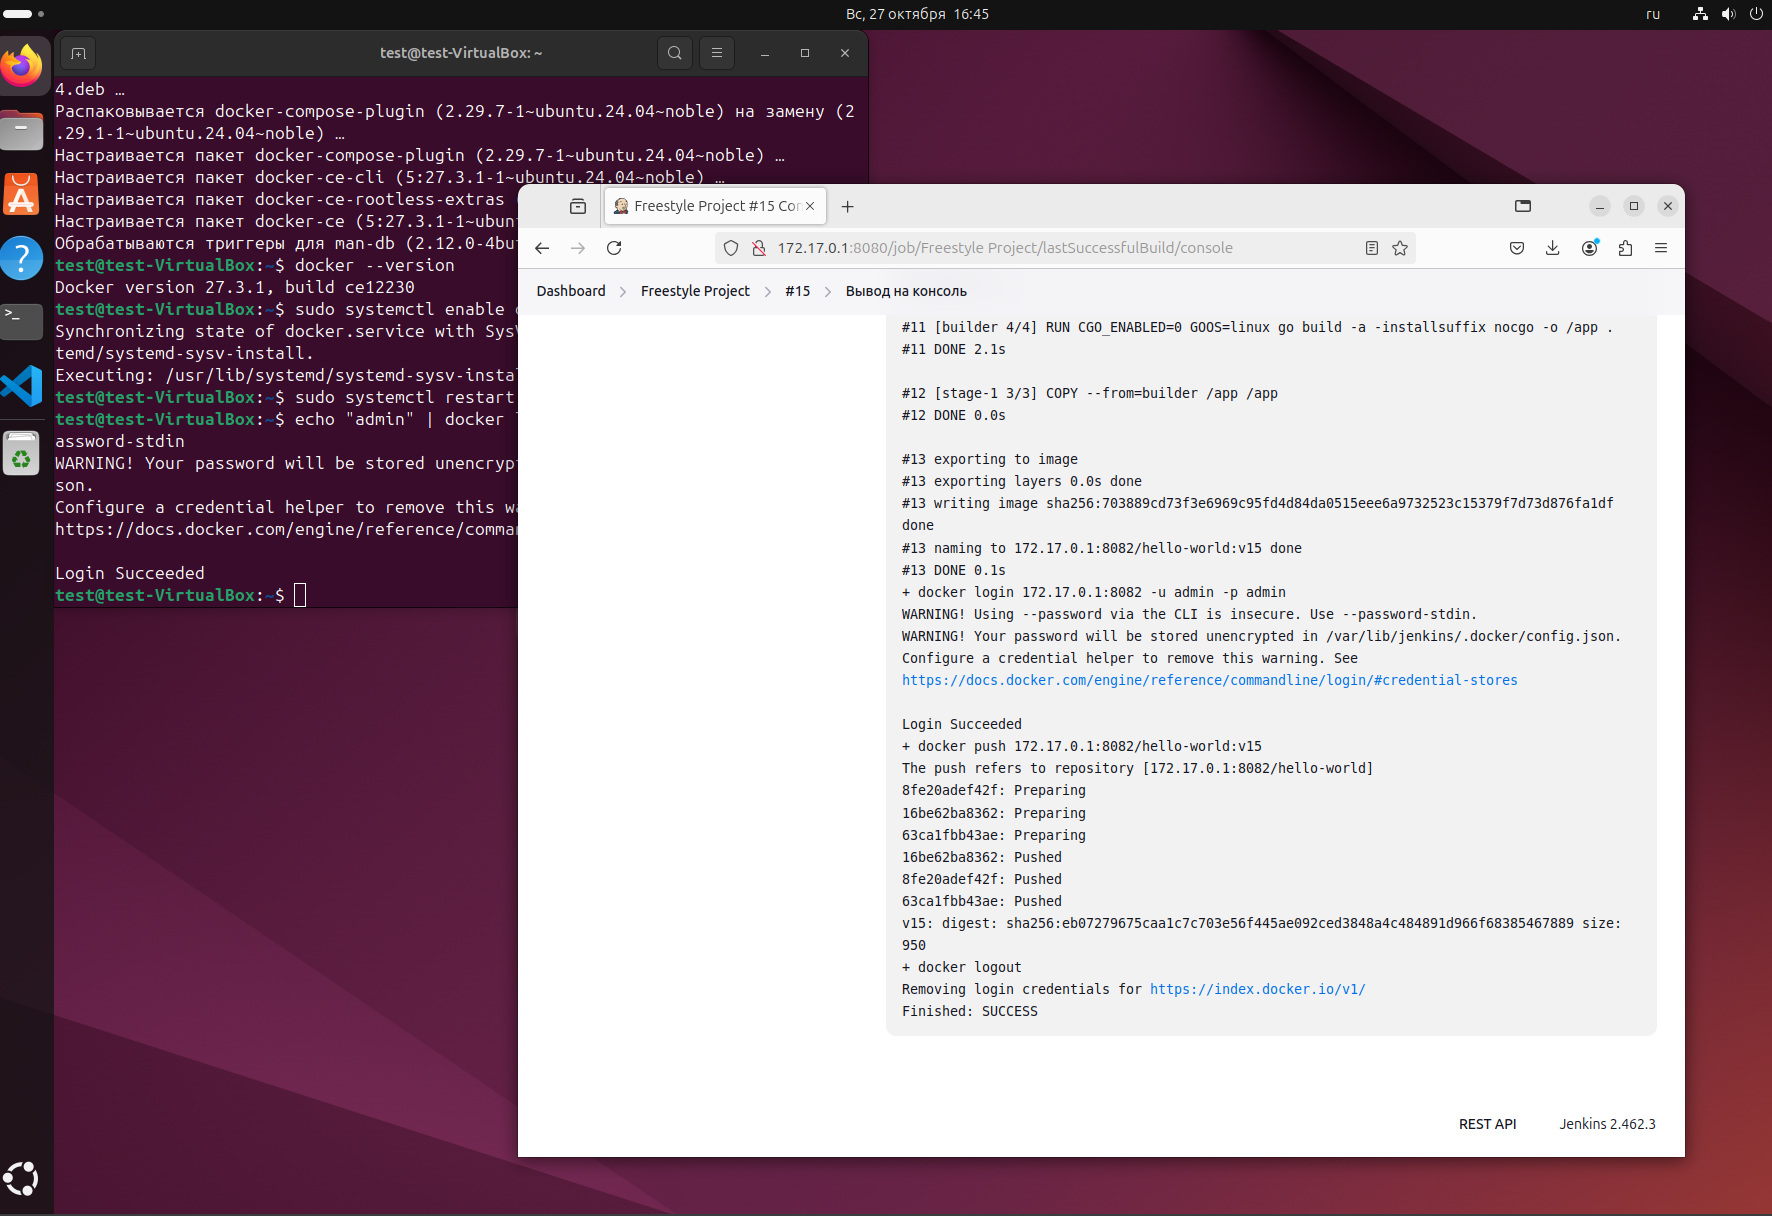 Вс, 27 октября 16:45
ru
test@test-VirtualBox: ~
4.deb …
Распаковывается docker-compose-plugin (2.29.7-1~ubuntu.24.04~noble) на замену (2
.29.1-1~ubuntu.24.04~noble) …
Настраивается пакет docker-compose-plugin (2.29.7-1~ubuntu.24.04~noble) …
Настраивается пакет docker-ce-cli (5:27.3.1-1~ubuntu.24.04~noble) …
Настраивается пакет docker-ce-rootless-extras (
Настраивается пакет docker-ce (5:27.3.1-1~ubunt
Обрабатываются триггеры для man-db (2.12.0-4bu
test@test-VirtualBox:~$ docker --version
Docker version 27.3.1, build ce12230
test@test-VirtualBox:~$ sudo systemctl enable
Synchronizing state of docker.service with Sys
temd/systemd-sysv-install.
Executing: /usr/lib/systemd/systemd-sysv-instal
test@test-VirtualBox:~$ sudo systemctl restart
test@test-VirtualBox:~$ echo "admin" | docker
assword-stdin
WARNING! Your password will be stored unencrypt
son.
Configure a credential helper to remove this wa
https://docs.docker.com/engine/reference/comman
Login Succeeded
test@test-VirtualBox:~$
Freestyle Project #15 Con
172.17.0.1:8080/job/Freestyle Project/lastSuccessfulBuild/console
Dashboard > Freestyle Project > #15 > Вывод на консоль
#11 [builder 4/4] RUN CGO_ENABLED=0 GOOS=linux go build -a -installsuffix nocgo -o /app .
#11 DONE 2.1s
#12 [stage-1 3/3] COPY --from=builder /app /app
#12 DONE 0.0s
#13 exporting to image
#13 exporting layers 0.0s done
#13 writing image sha256:703889cd73f3e6969c95fd4d84da0515eee6a9732523c15379f7d73d876fa1df
done
#13 naming to 172.17.0.1:8082/hello-world:v15 done
#13 DONE 0.1s
+ docker login 172.17.0.1:8082 -u admin -p admin
WARNING! Using --password via the CLI is insecure. Use --password-stdin.
WARNING! Your password will be stored unencrypted in /var/lib/jenkins/.docker/config.json.
Configure a credential helper to remove this warning. See
https://docs.docker.com/engine/reference/commandline/login/#credential-stores
Login Succeeded
+ docker push 172.17.0.1:8082/hello-world:v15
The push refers to repository [172.17.0.1:8082/hello-world]
8fe20adef42f: Preparing
16be62ba8362: Preparing
63ca1fbb43ae: Preparing
16be62ba8362: Pushed
8fe20adef42f: Pushed
63ca1fbb43ae: Pushed
v15: digest: sha256:eb07279675caa1c7c703e56f445ae092ced3848a4c484891d966f68385467889 size:
950
+ docker logout
Removing login credentials for https://index.docker.io/v1/
Finished: SUCCESS
REST API
Jenkins 2.462.3